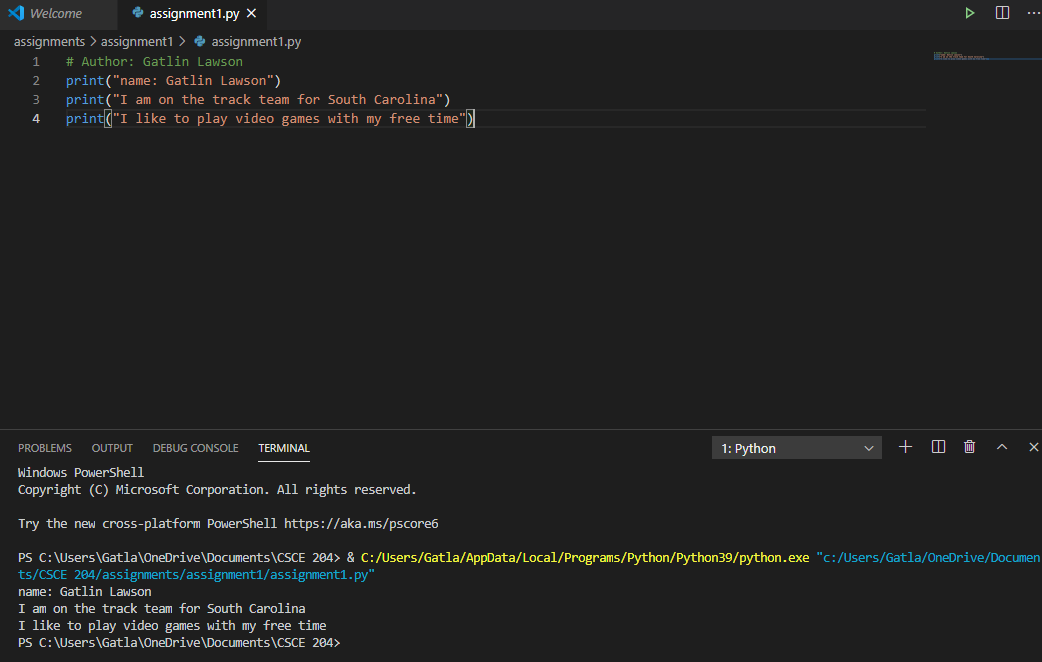 Welcome
assignment1.py
assignments > assignment1 > assignment1.py
1 # Author: Gatlin Lawson
2 print("name: Gatlin Lawson")
3 print("I am on the track team for South Carolina")
4 print("I like to play video games with my free time")
PROBLEMS OUTPUT DEBUG CONSOLE TERMINAL 1: Python
Windows PowerShell
Copyright (C) Microsoft Corporation. All rights reserved.
Try the new cross-platform PowerShell https://aka.ms/pscore6
PS C:\Users\Gatla\OneDrive\Documents\CSCE 204> & C:/Users/Gatla/AppData/Local/Programs/Python/Python39/python.exe "c:/Users/Gatla/OneDrive/Documen
ts/CSCE 204/assignments/assignment1/assignment1.py"
name: Gatlin Lawson
I am on the track team for South Carolina
I like to play video games with my free time
PS C:\Users\Gatla\OneDrive\Documents\CSCE 204>